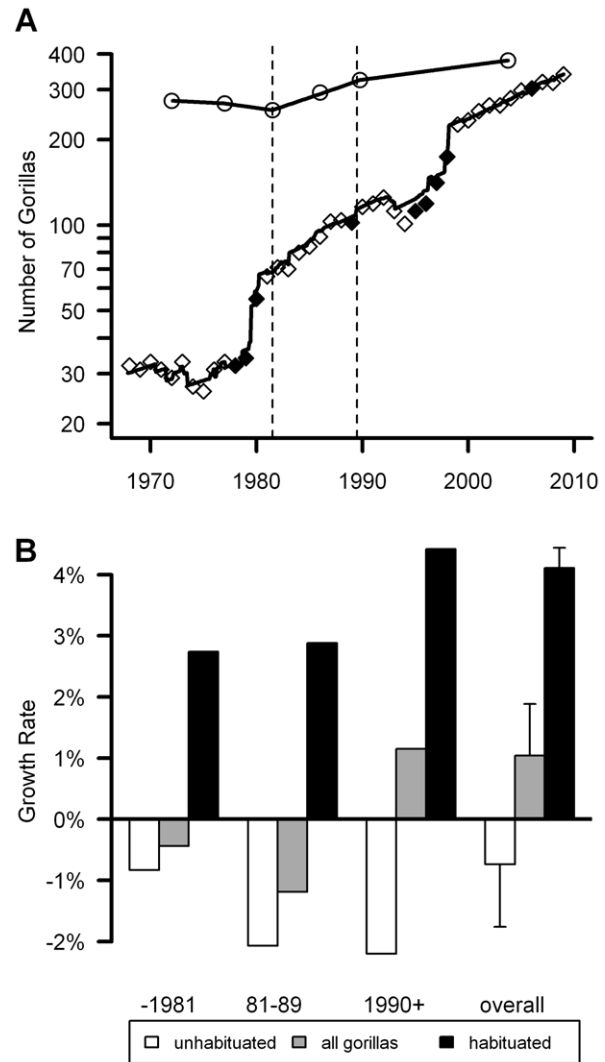 A
400
300
200
100
70
50
30
20
Number of Gorillas
1970 1980 1990 2000 2010
B
4%
3%
2%
1%
0%
-1%
-2%
Growth Rate
-1981 81-89 1990+ overall
unhabituated all gorillas habituated